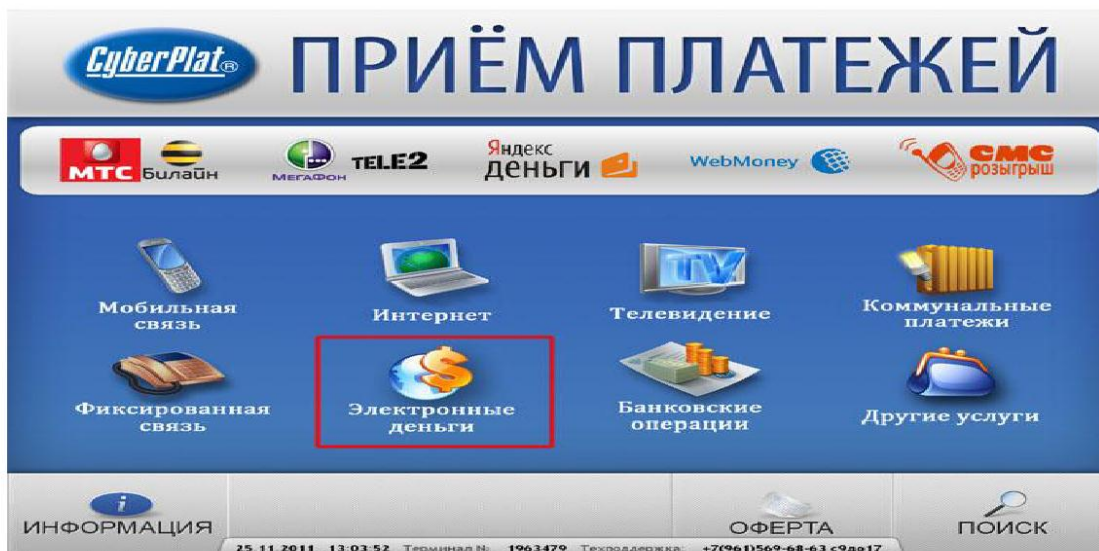 CyberPlat® ПРИЁМ ПЛАТЕЖЕЙ
МТС Билайн МЕГАФОН TELE2 Яндекс деньги WebMoney СМС розыгрыш
Мобильная связь
Интернет
Телевидение
Коммунальные платежи
Фиксированная связь
Электронные деньги
Банковские операции
Другие услуги
ИНФОРМАЦИЯ
ОФЕРТА
ПОИСК
25.11.2011 13:03:52 Терминал №: 1963479 Техподдержка: +7(961)569-68-63 с9до17